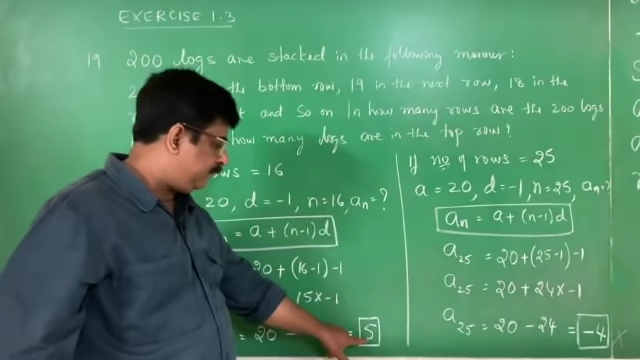 EXERCISE 1.3
19 200 logs are stacked in the following manner:
2 the bottom row, 19 in the next row, 18 in the
and so on In how many rows are the 200 logs
how many logs are in the top row?
ws = 16
20, d=-1, n=16, an=?
= a+(n-1)d
20+(16-1)-1
15x-1
= 20 - = 5
If no of rows = 25
a = 20, d=-1, n=25, an=?
an = a+(n-1)d
a25 = 20+(25-1)-1
a25 = 20+24x-1
a25 = 20-24 = -4 x